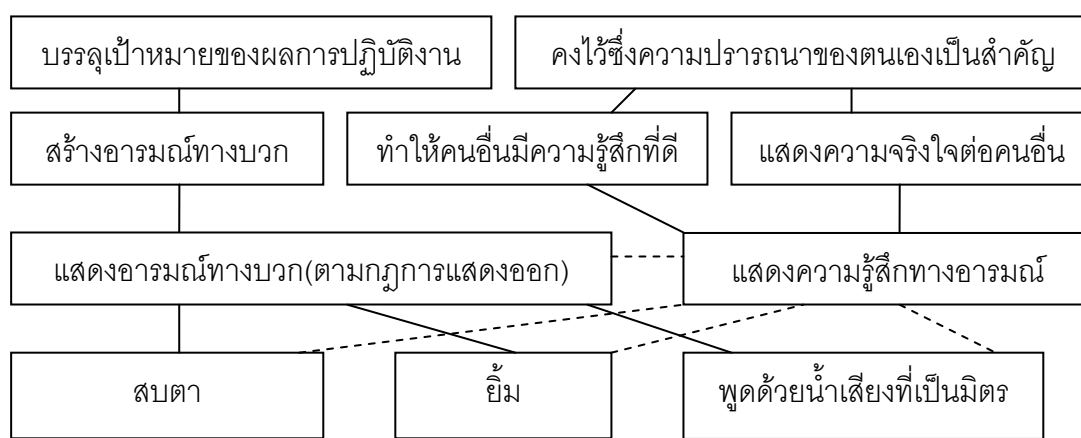 บรรลุเป้าหมายของผลการปฏิบัติงาน
คงไว้ซึ่งความปรารถนาของตนเองเป็นสำคัญ
สร้างอารมณ์ทางบวก
ทำให้คนอื่นมีความรู้สึกที่ดี
แสดงความจริงใจต่อคนอื่น
แสดงอารมณ์ทางบวก(ตามกฎการแสดงออก)
แสดงความรู้สึกทางอารมณ์
สบตา
ยิ้ม
พูดด้วยน้ำเสียงที่เป็นมิตร